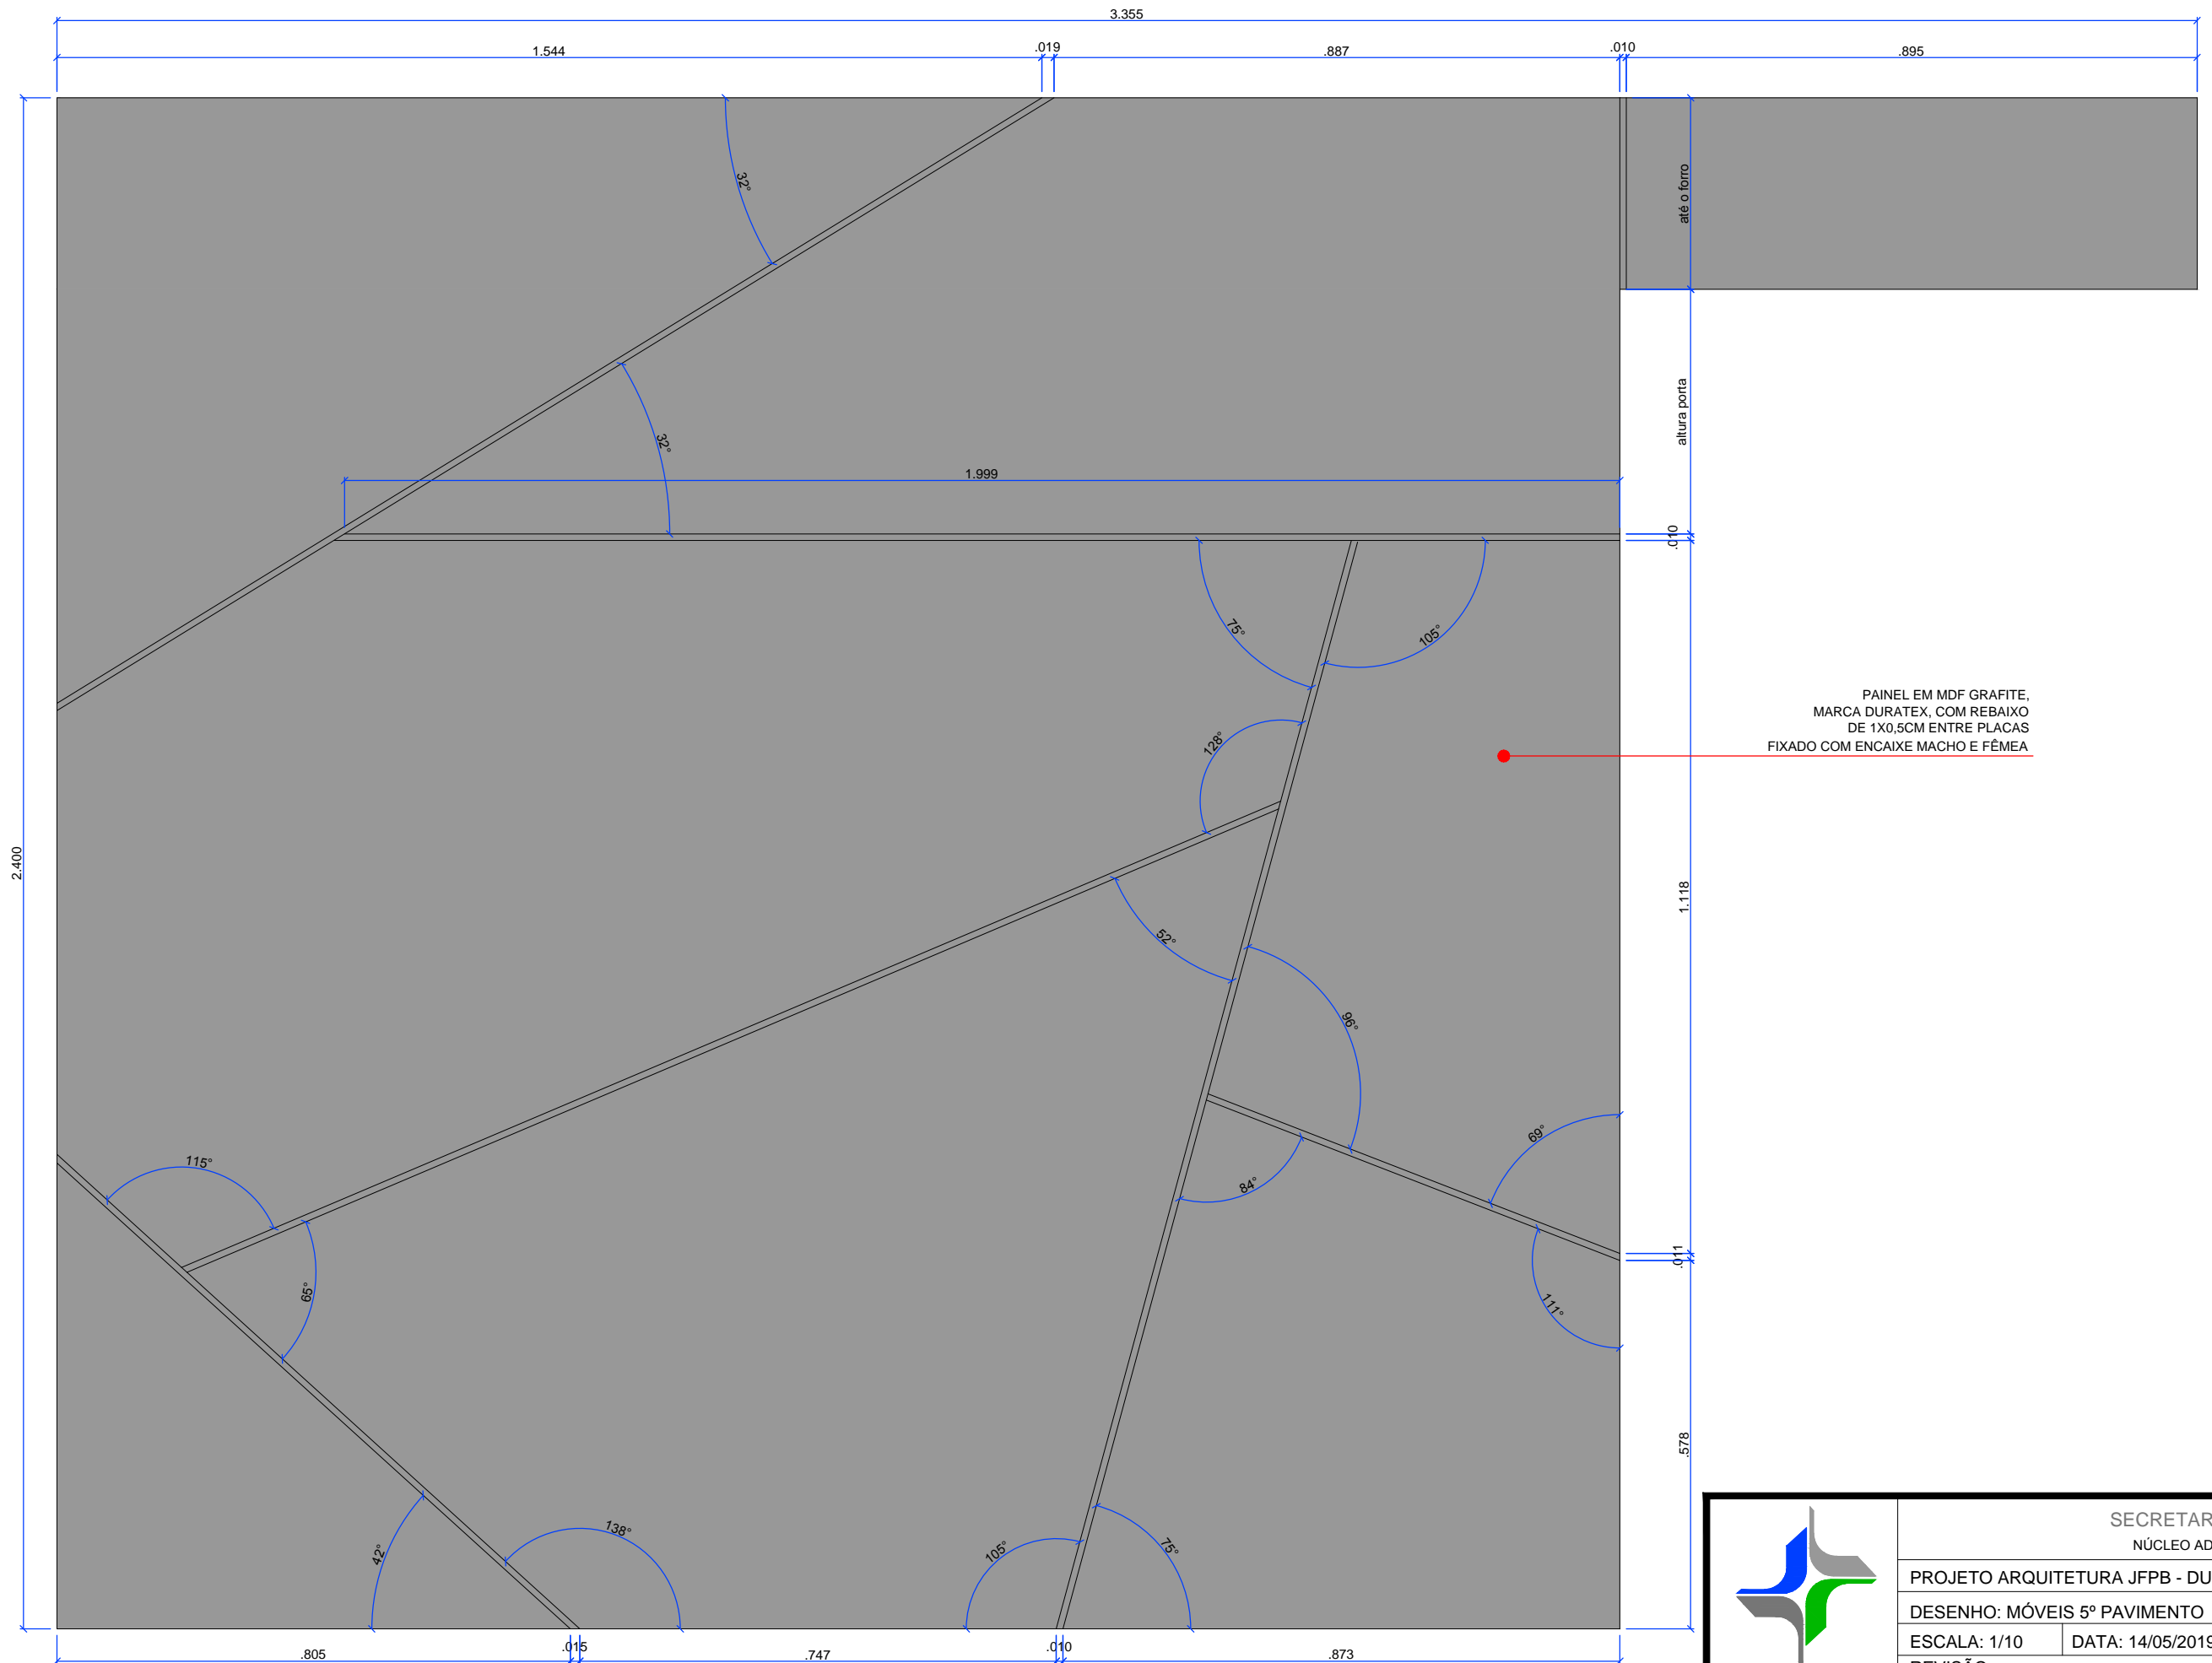 3.355
1.544
.019
.887
.010
.895
32°
até o forro
32°
altura porta
1.999
.010
75°
105°
128°
PAINEL EM MDF GRAFITE,
MARCA DURATEX, COM REBAIXO
DE 1X0,5CM ENTRE PLACAS
FIXADO COM ENCAIXE MACHO E FÊMEA
2.400
1.118
52°
96°
69°
115°
84°
65°
.011
111°
.578
42°
138°
105°
75°
.805
.015
.747
.010
.873
SECRETAR
NÚCLEO AD
PROJETO ARQUITETURA JFPB - DU
DESENHO: MÓVEIS 5º PAVIMENTO
ESCALA: 1/10
DATA: 14/05/2019